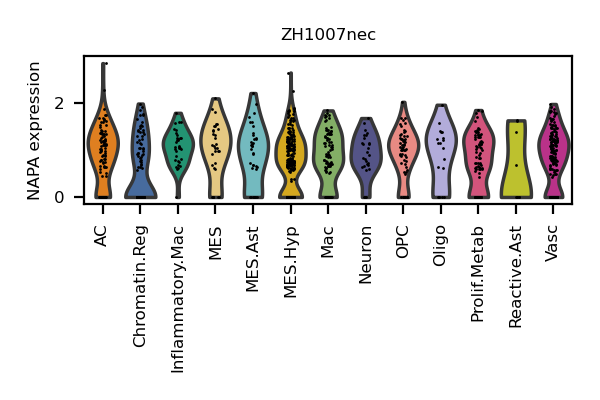 ZH1007nec
NAPA expression
2
0
AC
Chromatin.Reg
Inflammatory.Mac
MES
MES.Ast
MES.Hyp
Mac
Neuron
OPC
Oligo
Prolif.Metab
Reactive.Ast
Vasc